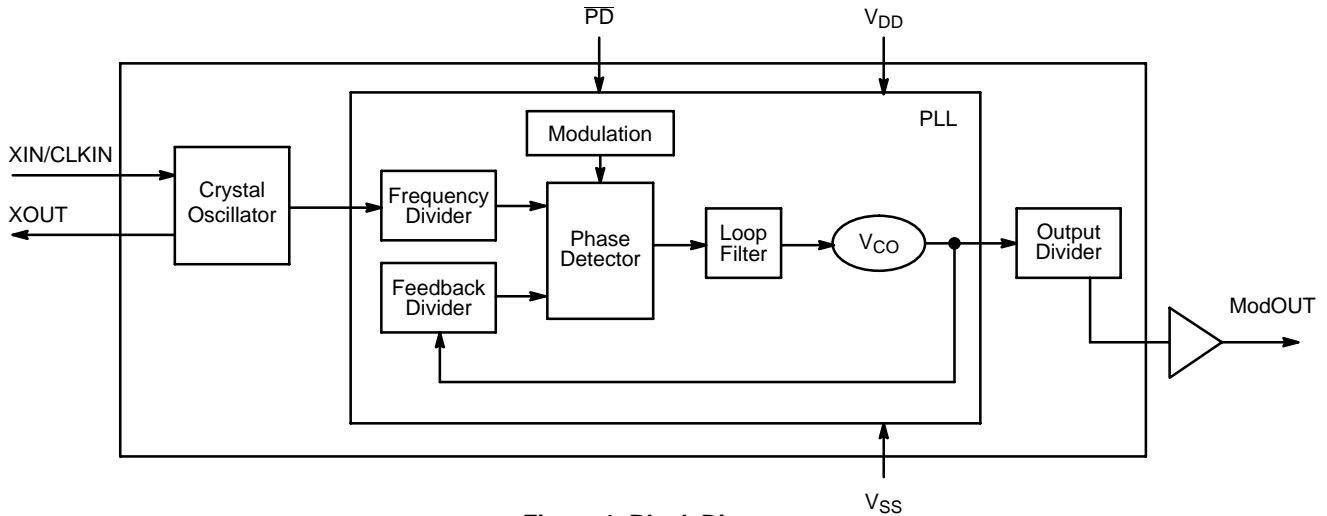 PD
VDD
PLL
Modulation
XIN/CLKIN
XOUT
Crystal
Oscillator
Frequency
Divider
Feedback
Divider
Phase
Detector
Loop
Filter
VCO
Output
Divider
ModOUT
VSS